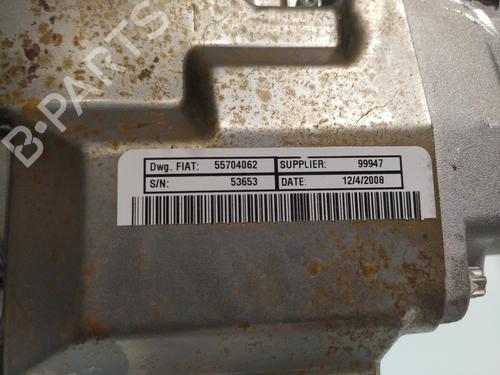 B-PARTS
Dwg. FIAT: 55704062 SUPPLIER: 99947
S/N: 53653 DATE: 12/4/2008